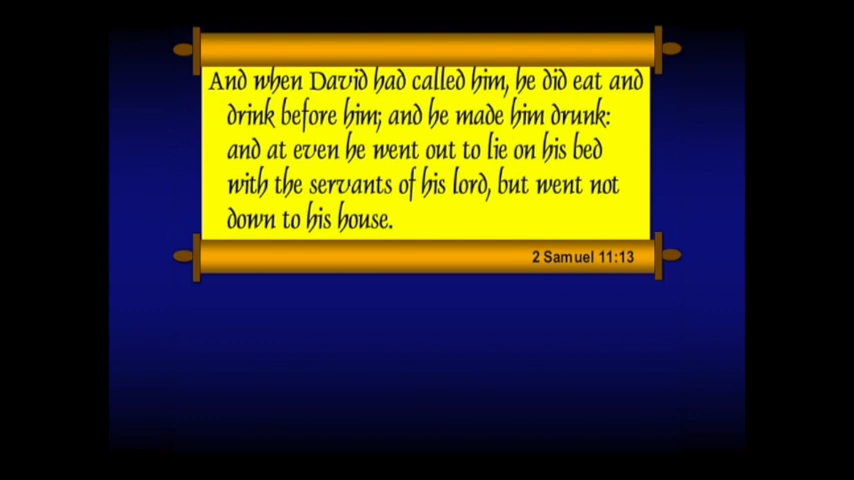 And when David had called him, he did eat and
drink before him; and he made him drunk:
and at even he went out to lie on his bed
with the servants of his lord, but went not
down to his house.
2 Samuel 11:13